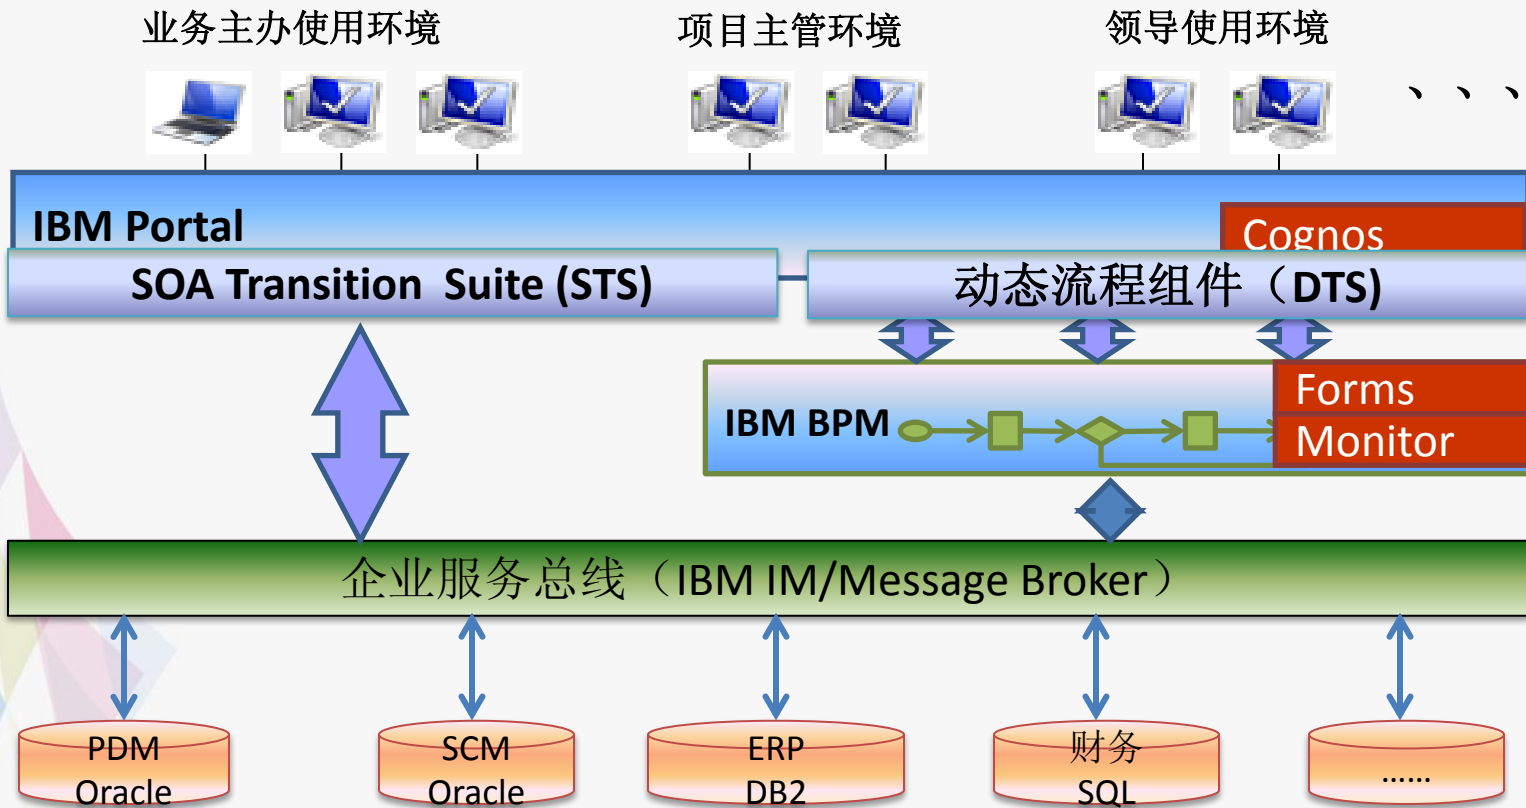 业务主办使用环境
项目主管环境
领导使用环境
、、、
IBM Portal
Cognos
SOA Transition Suite (STS)
动态流程组件（DTS)
IBM BPM
Forms
Monitor
企业服务总线（IBM IM/Message Broker）
PDM
Oracle
SCM
Oracle
ERP
DB2
财务
SQL
……